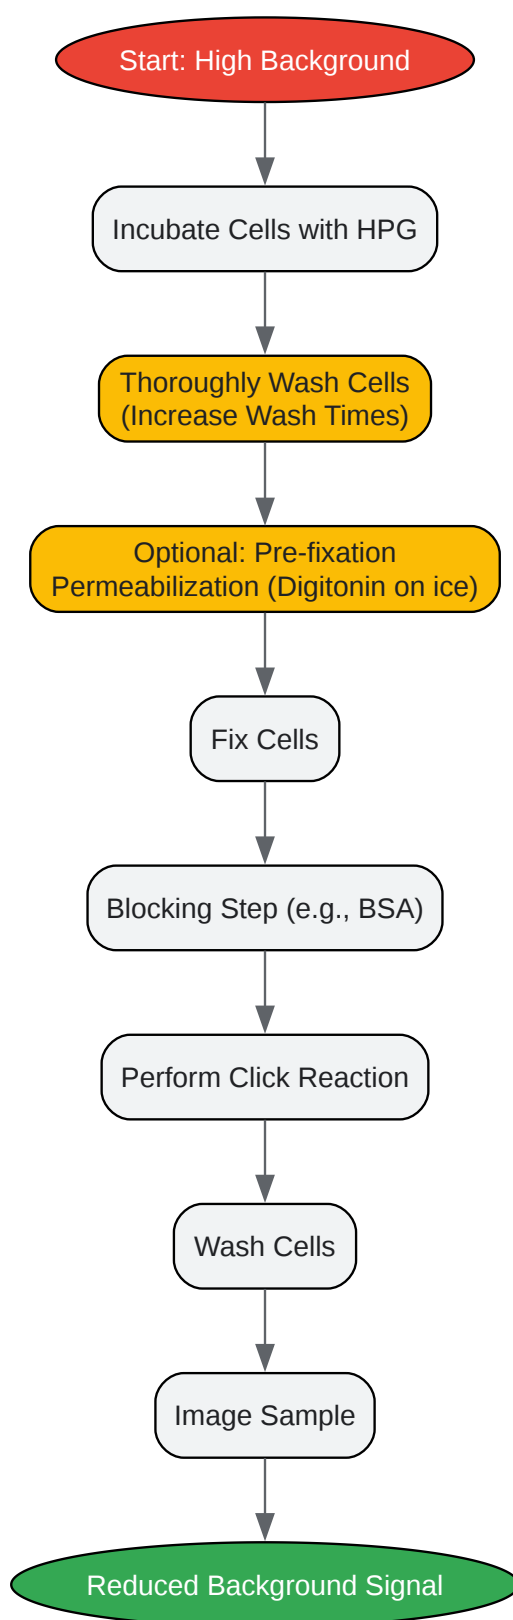 Start: High Background
Incubate Cells with HPG
Thoroughly Wash Cells
(Increase Wash Times)
Optional: Pre-fixation
Permeabilization (Digitonin on ice)
Fix Cells
Blocking Step (e.g., BSA)
Perform Click Reaction
Wash Cells
Image Sample
Reduced Background Signal